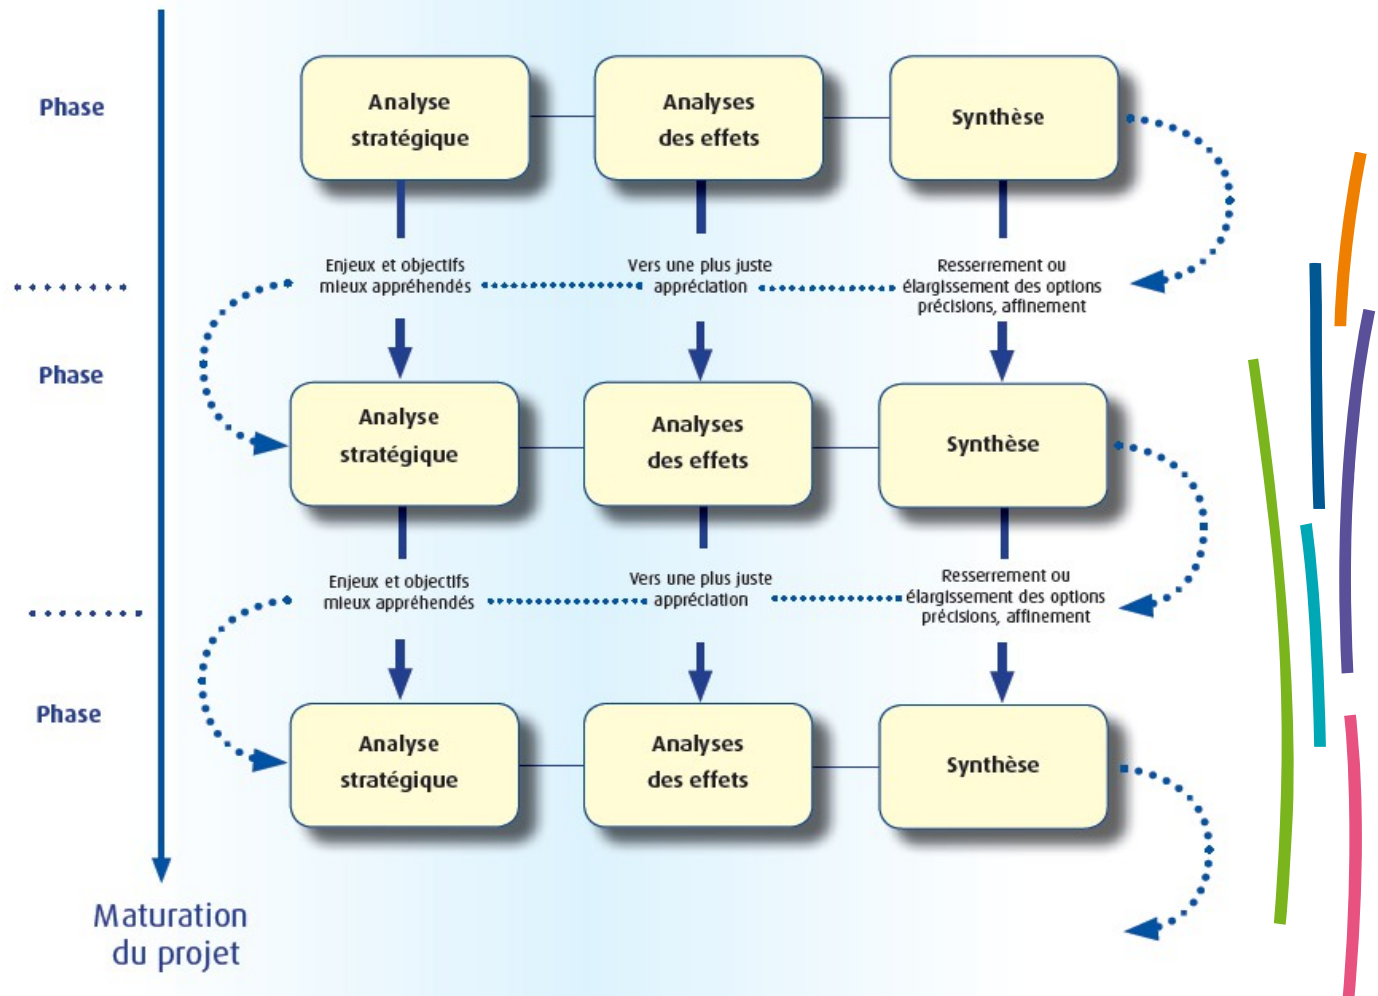 Phase
Analyse
stratégique
Analyses
des effets
Synthèse
Enjeux et objectifs
mieux appréhendés
Vers une plus juste
appréciation
Resserrement ou
élargissement des options
précisions, affinement
Phase
Analyse
stratégique
Analyses
des effets
Synthèse
Enjeux et objectifs
mieux appréhendés
Vers une plus juste
appréciation
Resserrement ou
élargissement des options
précisions, affinement
Phase
Analyse
stratégique
Analyses
des effets
Synthèse
Maturation
du projet